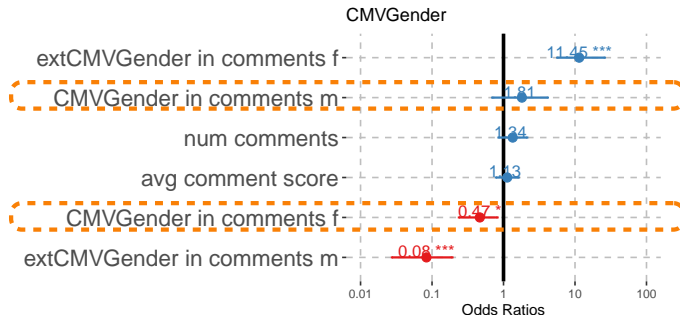 CMVGender
extCMVGender in comments f
11.45 ***
CMVGender in comments m
1.81
num comments
1.34
avg comment score
1.13
CMVGender in comments f
0.47 *
extCMVGender in comments m
0.08 ***
0.01 0.1 1 10 100
Odds Ratios